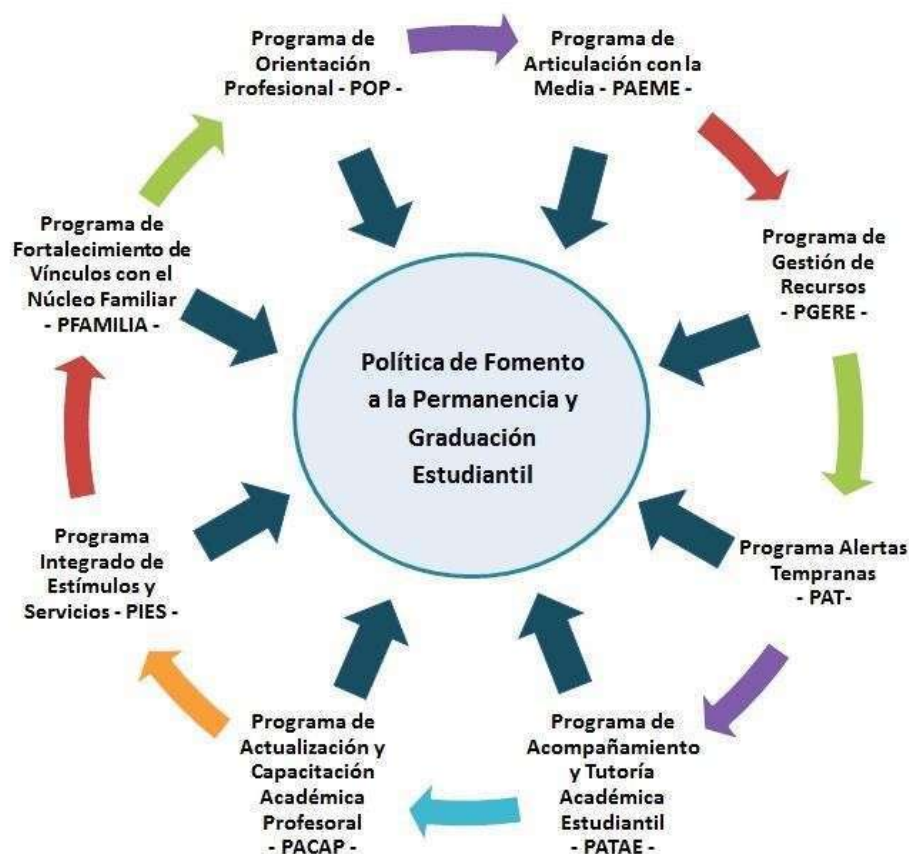 Programa de
Orientación
Profesional - POP -
Programa de
Articulación con la
Media - PAEME -
Programa de
Gestión de
Recursos
- PGERE -
Programa Alertas
Tempranas
- PAT-
Programa de
Acompañamiento
y Tutoría
Académica
Estudiantil
- PATAE -
Programa de
Actualización y
Capacitación
Académica
Profesoral
- PACAP -
Programa
Integrado de
Estímulos y
Servicios - PIES -
Programa de
Fortalecimiento de
Vínculos con el
Núcleo Familiar
- PFAMILIA -
Política de Fomento
a la Permanencia y
Graduación
Estudiantil